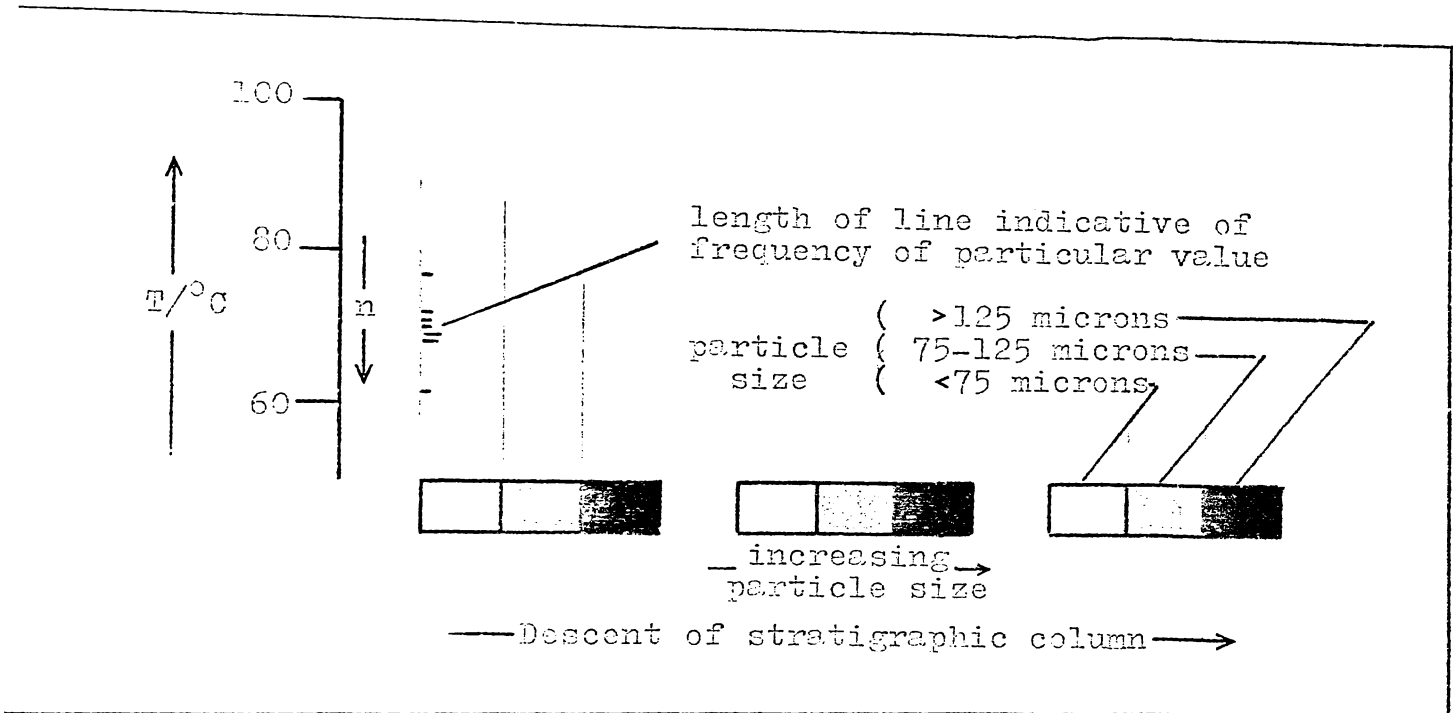 100
80
T/°C
n
60
length of line indicative of
frequency of particular value
( >125 microns
particle ( 75-125 microns
size ( <75 microns
increasing
particle size
Descent of stratigraphic column